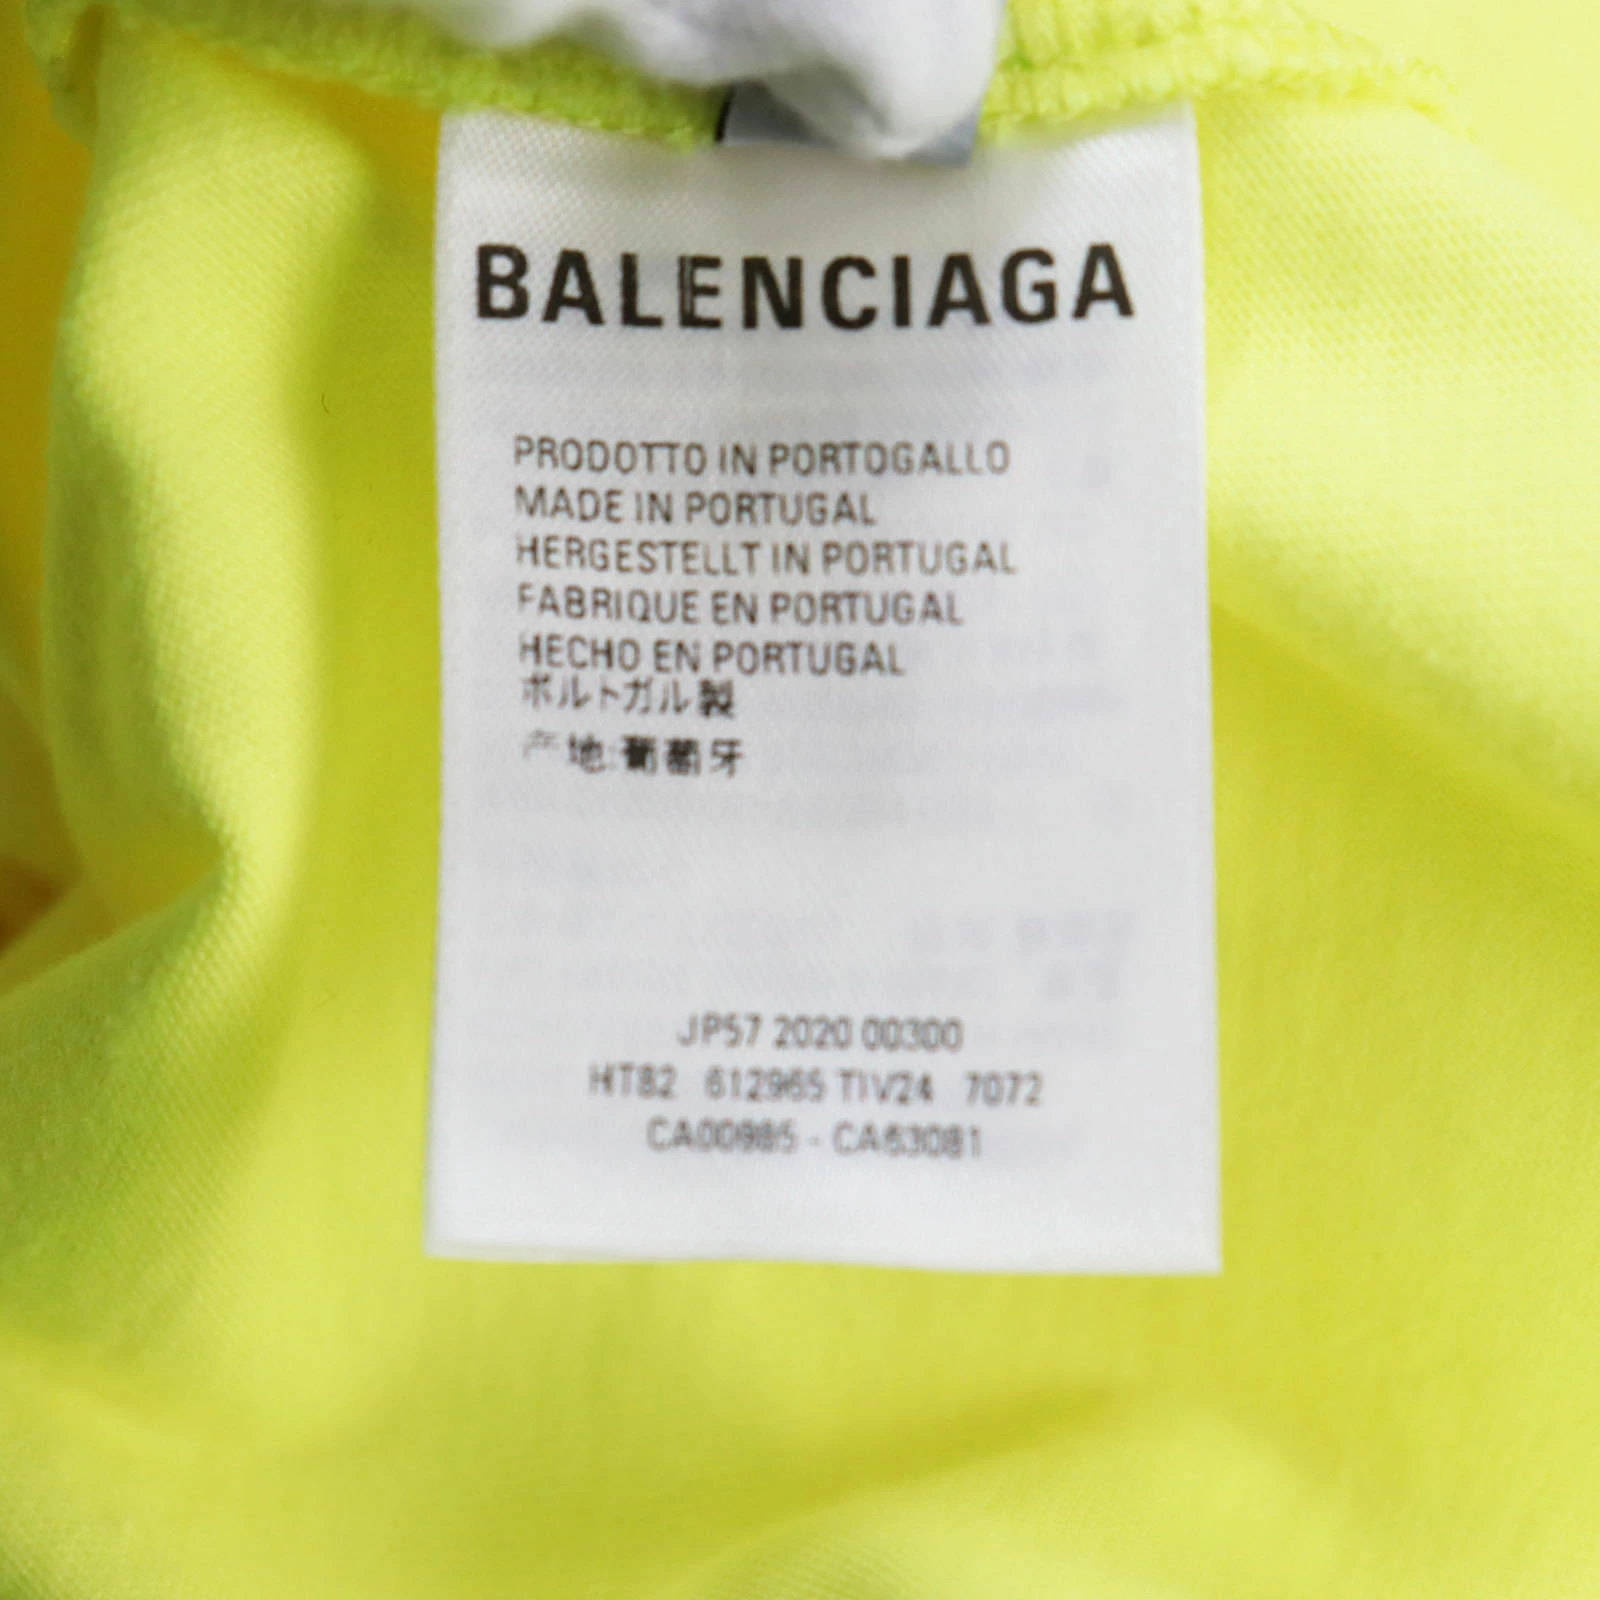 BALENCIAGA
PRODOTTO IN PORTOGALLO
MADE IN PORTUGAL
HERGESTELLT IN PORTUGAL
FABRIQUE EN PORTUGAL
HECHO EN PORTUGAL
ポルトガル製
产地:葡萄牙
JP57 2020 00300
HT82 612965 TIV24 7072
CA00985 - CA63081